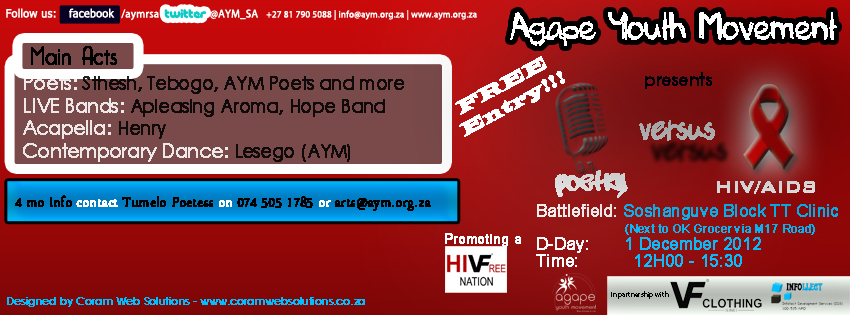 Follow us: facebook /aymrsa twitter @AYM_SA +27 81 790 5088 | info@aym.org.za | www.aym.org.za
Agape Youth Movement
presents
Main Acts
Poets: Sthesh, Tebogo, AYM Poets and more
LIVE Bands: Apleasing Aroma, Hope Band
Acapella: Henry
Contemporary Dance: Lesego (AYM)
FREE
Entry!!!
versus
poetry
HIV/AIDS
4 mo Info contact Tumelo Poetess on 074 505 1785 or arts@aym.org.za
Battlefield: Soshanguve Block TT Clinic
(Next to OK Grocer via M17 Road)
D-Day: 1 December 2012
Time: 12H00 - 15:30
Promoting a
HIVFREE
NATION
agape
youth movement
In partnership with VF CLOTHING
INFOLLECT
Designed by Coram Web Solutions - www.coramwebsolutions.co.za